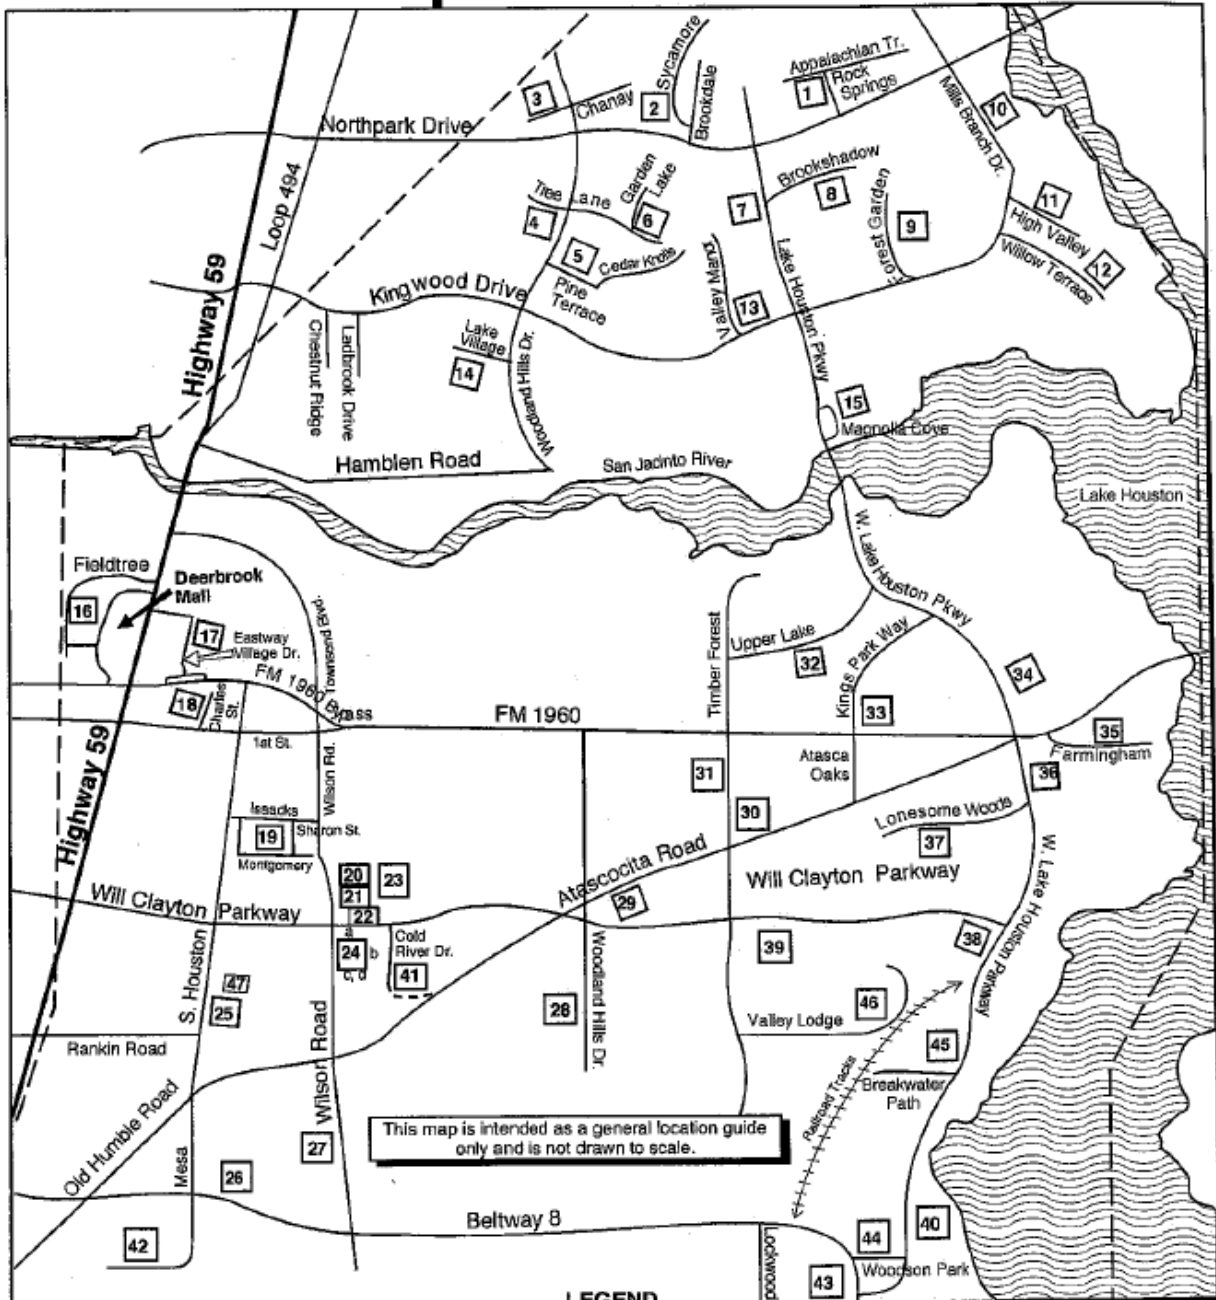 Sycamore
Appalachian Tr.
Rock
Springs
1
3
Chanay
2
Brookdale
Mills Branch Dr.
10
Northpark Drive
Loop 494
Garden
Lake
Brookshadow
Tree Lane
4
6
7
8
Forest Garden
9
11
High Valley
Willow Terrace
12
5
Cedar Knolls
Pine
Terrace
Highway 59
Kingwood Drive
Valley Manor
13
Lake Houston Pkwy
Chestnut Ridge
Ladbrook Drive
Lake
Village
14
Woodland Hills Dr.
15
Magnolia Cove
Hamblen Road
San Jacinto River
Lake Houston
W. Lake Houston Pkwy
Fieldtree
Deerbrook
Mall
16
17
Eastway
Village Dr.
Townsend Blvd.
FM 1960 Bypass
18
Charles
St.
Timber Forest
Upper Lake
32
Kings Park Way
33
34
FM 1960
1st St.
Highway 59
Wilson Rd.
31
30
Atasca
Oaks
35
Farmingham
36
Issacks
19
Sharon St.
Montgomery
Lonesome Woods
37
20
21
22
23
Atascocita Road
29
Will Clayton Parkway
Will Clayton Parkway
W. Lake Houston Parkway
24
b
c, d
Cold
River Dr.
41
S. Houston
47
25
28
Woodland Hills Dr.
39
38
46
Valley Lodge
45
Breakwater
Path
Railroad Tracks
Rankin Road
Wilson Road
Old Humble Road
This map is intended as a general location guide
only and is not drawn to scale.
27
26
Mesa
42
Beltway 8
Lockwood
44
40
Woodson Park
43
LEGEND